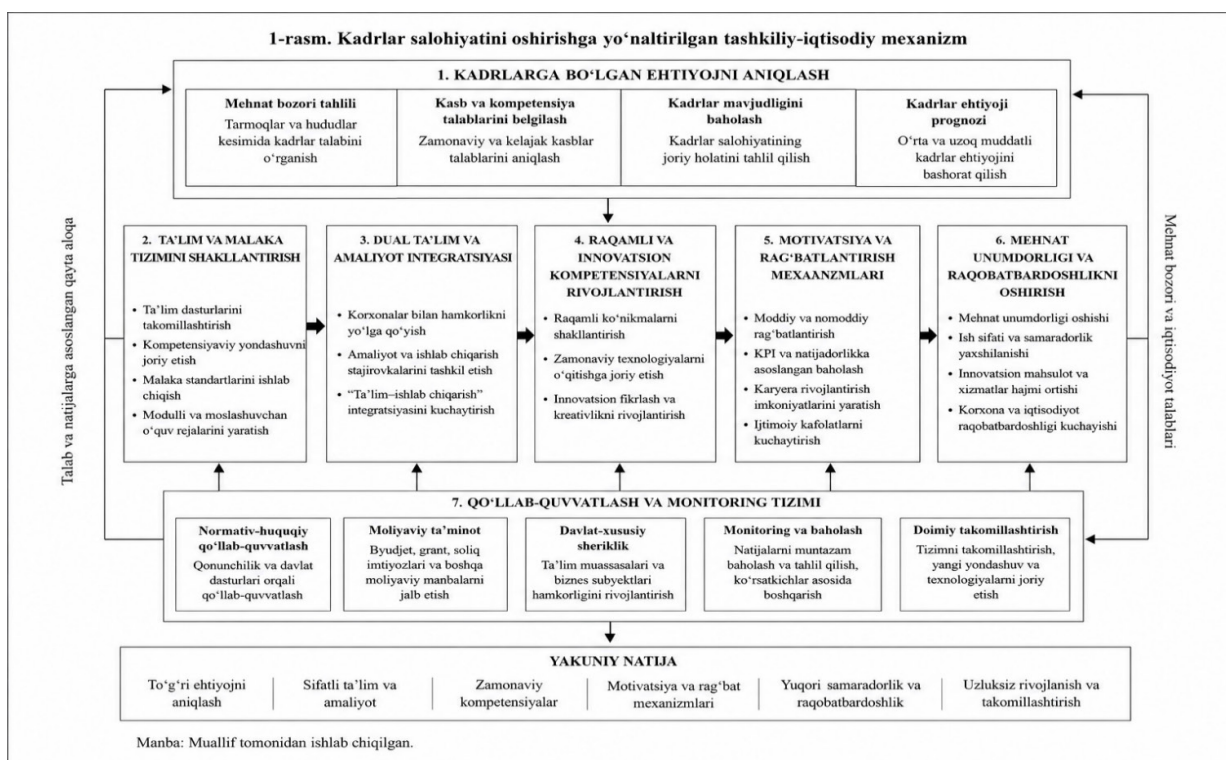 1-rasm. Kadrlar salohiyatini oshirishga yo‘naltirilgan tashkiliy-iqtisodiy mexanizm
1. KADRLARGA BO‘LGAN EHTIYOJNI ANIQLASH
Mehnat bozori tahlili
Tarmoqlar va hududlar
kesimida kadrlar talabini
o‘rganish
Kasb va kompetensiya
talablarini belgilash
Zamonaviy va kelajak kasblar
talablarini aniqlash
Kadrlar mavjudligini
baholash
Kadrlar salohiyatining
joriy holatini tahlil qilish
Kadrlar ehtiyoji
prognozi
O‘rta va uzoq muddatli
kadrlar ehtiyojini
bashorat qilish
Talab va natijalarga asoslangan qayta aloqa
Mehnat bozori va iqtisodiyot talablari
2. TA’LIM VA MALAKA
TIZIMINI SHAKLLANTIRISH
• Ta’lim dasturlarini
takomillashtirish
• Kompetensiyaviy yondashuvni
joriy etish
• Malaka standartlarini ishlab
chiqish
• Modulli va moslashuvchan
o‘quv rejalarini yaratish
3. DUAL TA’LIM VA
AMALIYOT INTEGRATSIYASI
• Korxonalar bilan hamkorlikni
yo‘lga qo‘yish
• Amaliyot va ishlab chiqarish
stajirovkalarini tashkil etish
• “Ta’lim–ishlab chiqarish”
integratsiyasini kuchaytirish
4. RAQAMLI VA
INNOVATSION
KOMPETENSIYALARNI
RIVOJLANTIRISH
• Raqamli ko‘nikmalarni
shakllantirish
• Zamonaviy texnologiyalarni
o‘qitishga joriy etish
• Innovatsion fikrlash va
kreativlikni rivojlantirish
5. MOTIVATSIYA VA
RAG‘BATLANTIRISH
MEXAANZMLARI
• Moddiy va nomoddiy
rag‘batlantirish
• KPI va natijadorlikka
asoslangan baholash
• Karyera rivojlantirish
imkoniyatlarini yaratish
• Ijtimoiy kafolatlarni
kuchaytirish
6. MEHNAT
UNUMDORLIGI VA
RAQOBATBARDOSHLIKNI
OSHIRISH
• Mehnat unumdorligi oshishi
• Ish sifati va samaradorlik
yaxshilanishi
• Innovatsion mahsulot va
xizmatlar hajmi ortishi
• Korxona va iqtisodiyot
raqobatbardoshligi kuchayishi
7. QO‘LLAB-QUVVATLASH VA MONITORING TIZIMI
Normativ-huquqiy
qo‘llab-quvvatlash
Qonunchilik va davlat
dasturlari orqali
qo‘llab-quvvatlash
Moliyaviy ta’minot
Byudjet, grant, soliq
imtiyozlari va boshqa
moliyaviy manbalarni
jalb etish
Davlat-xususiy
sheriklik
Ta’lim muassasalari va
biznes subyektlari
hamkorligini rivojlantirish
Monitoring va baholash
Natijalarni muntazam
baholash va tahlil qilish,
ko‘rsatkichlar asosida
boshqarish
Doimiy takomillashtirish
Tizimni takomillashtirish,
yangi yondashuv va
texnologiyalarni joriy
etish
YAKUNIY NATIJA
To‘g‘ri ehtiyojni
aniqlash
Sifatli ta’lim va
amaliyot
Zamonaviy
kompetensiyalar
Motivatsiya va rag‘bat
mexanizmlari
Yuqori samaradorlik va
raqobatbardoshlik
Uzluksiz rivojlanish va
takomillashtirish
Manba: Muallif tomonidan ishlab chiqilgan.